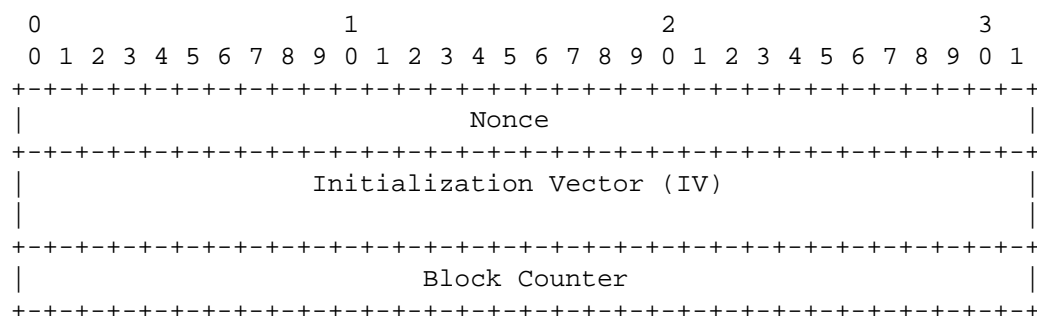 0                   1                   2                   3
 0 1 2 3 4 5 6 7 8 9 0 1 2 3 4 5 6 7 8 9 0 1 2 3 4 5 6 7 8 9 0 1
+-+-+-+-+-+-+-+-+-+-+-+-+-+-+-+-+-+-+-+-+-+-+-+-+-+-+-+-+-+-+-+-+
|                            Nonce                              |
+-+-+-+-+-+-+-+-+-+-+-+-+-+-+-+-+-+-+-+-+-+-+-+-+-+-+-+-+-+-+-+-+
|                  Initialization Vector (IV)                   |
|                                                               |
+-+-+-+-+-+-+-+-+-+-+-+-+-+-+-+-+-+-+-+-+-+-+-+-+-+-+-+-+-+-+-+-+
|                         Block Counter                         |
+-+-+-+-+-+-+-+-+-+-+-+-+-+-+-+-+-+-+-+-+-+-+-+-+-+-+-+-+-+-+-+-+